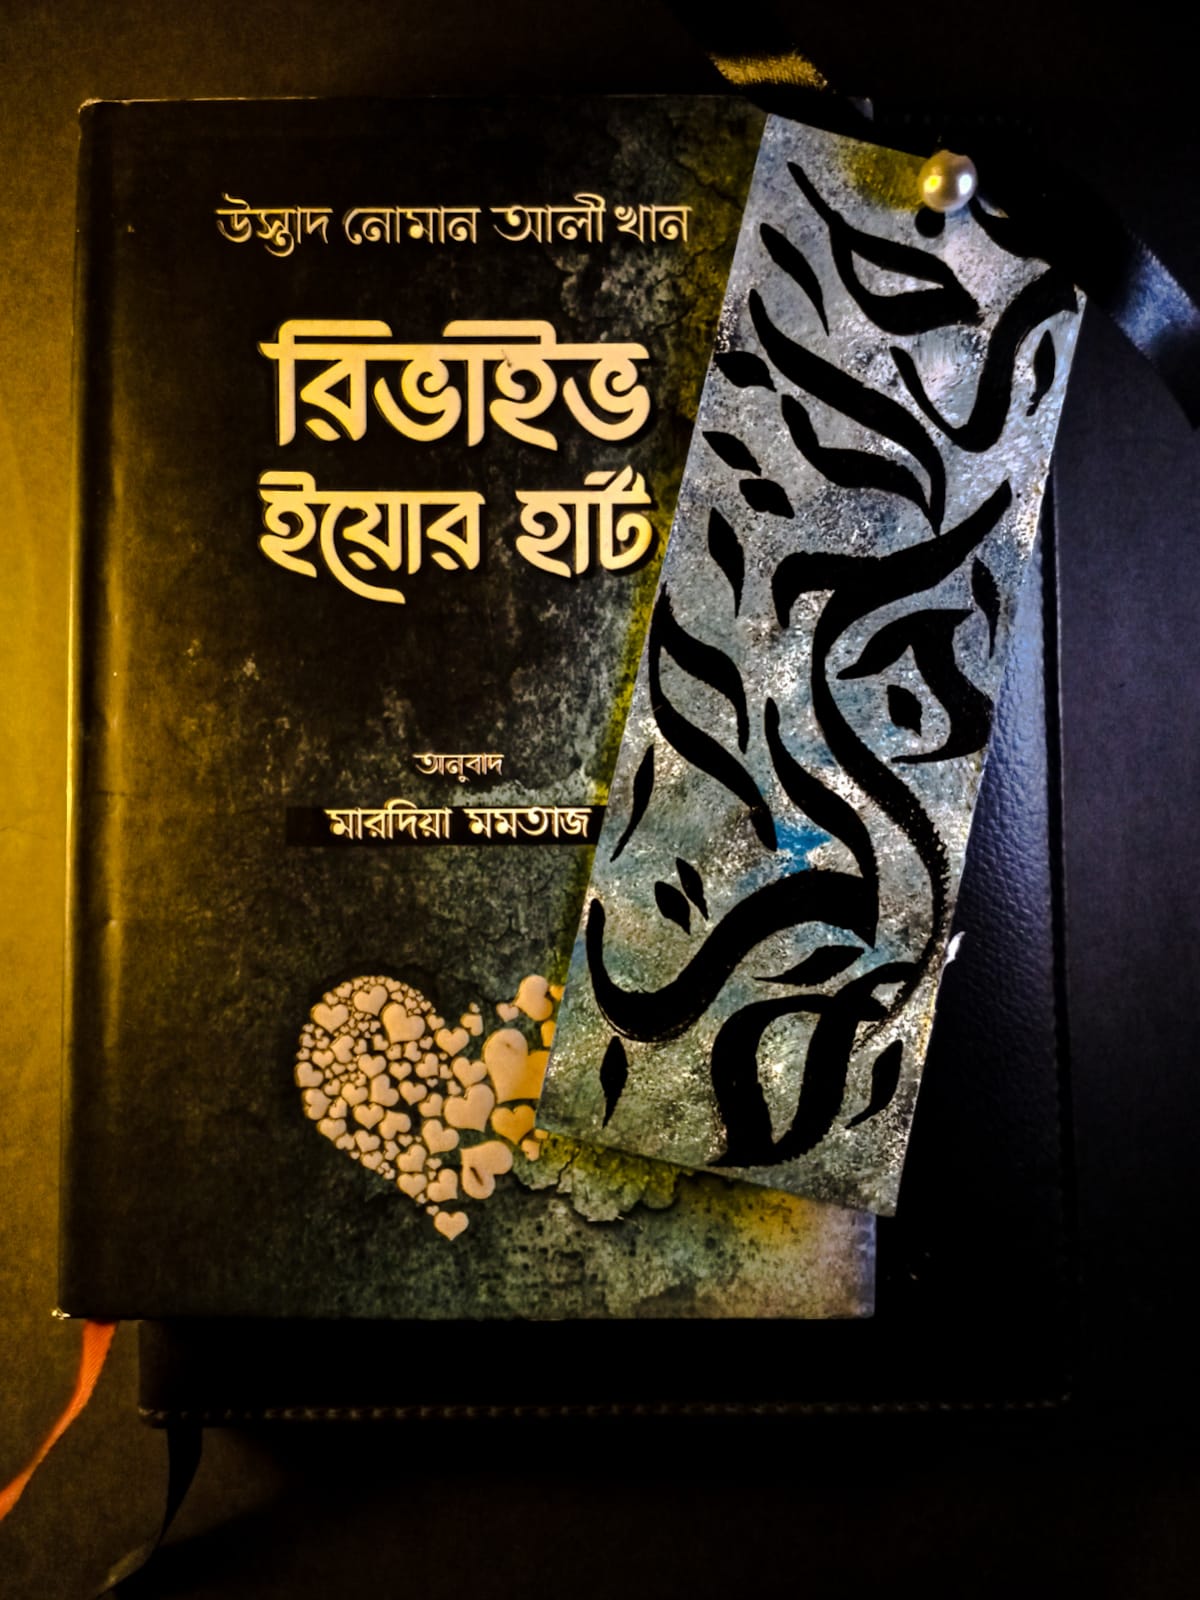 উস্তাদ নোমান আলী খান
রিভাইভ
ইয়োর হার্ট
অনুবাদ
মারদিয়া মমতাজ